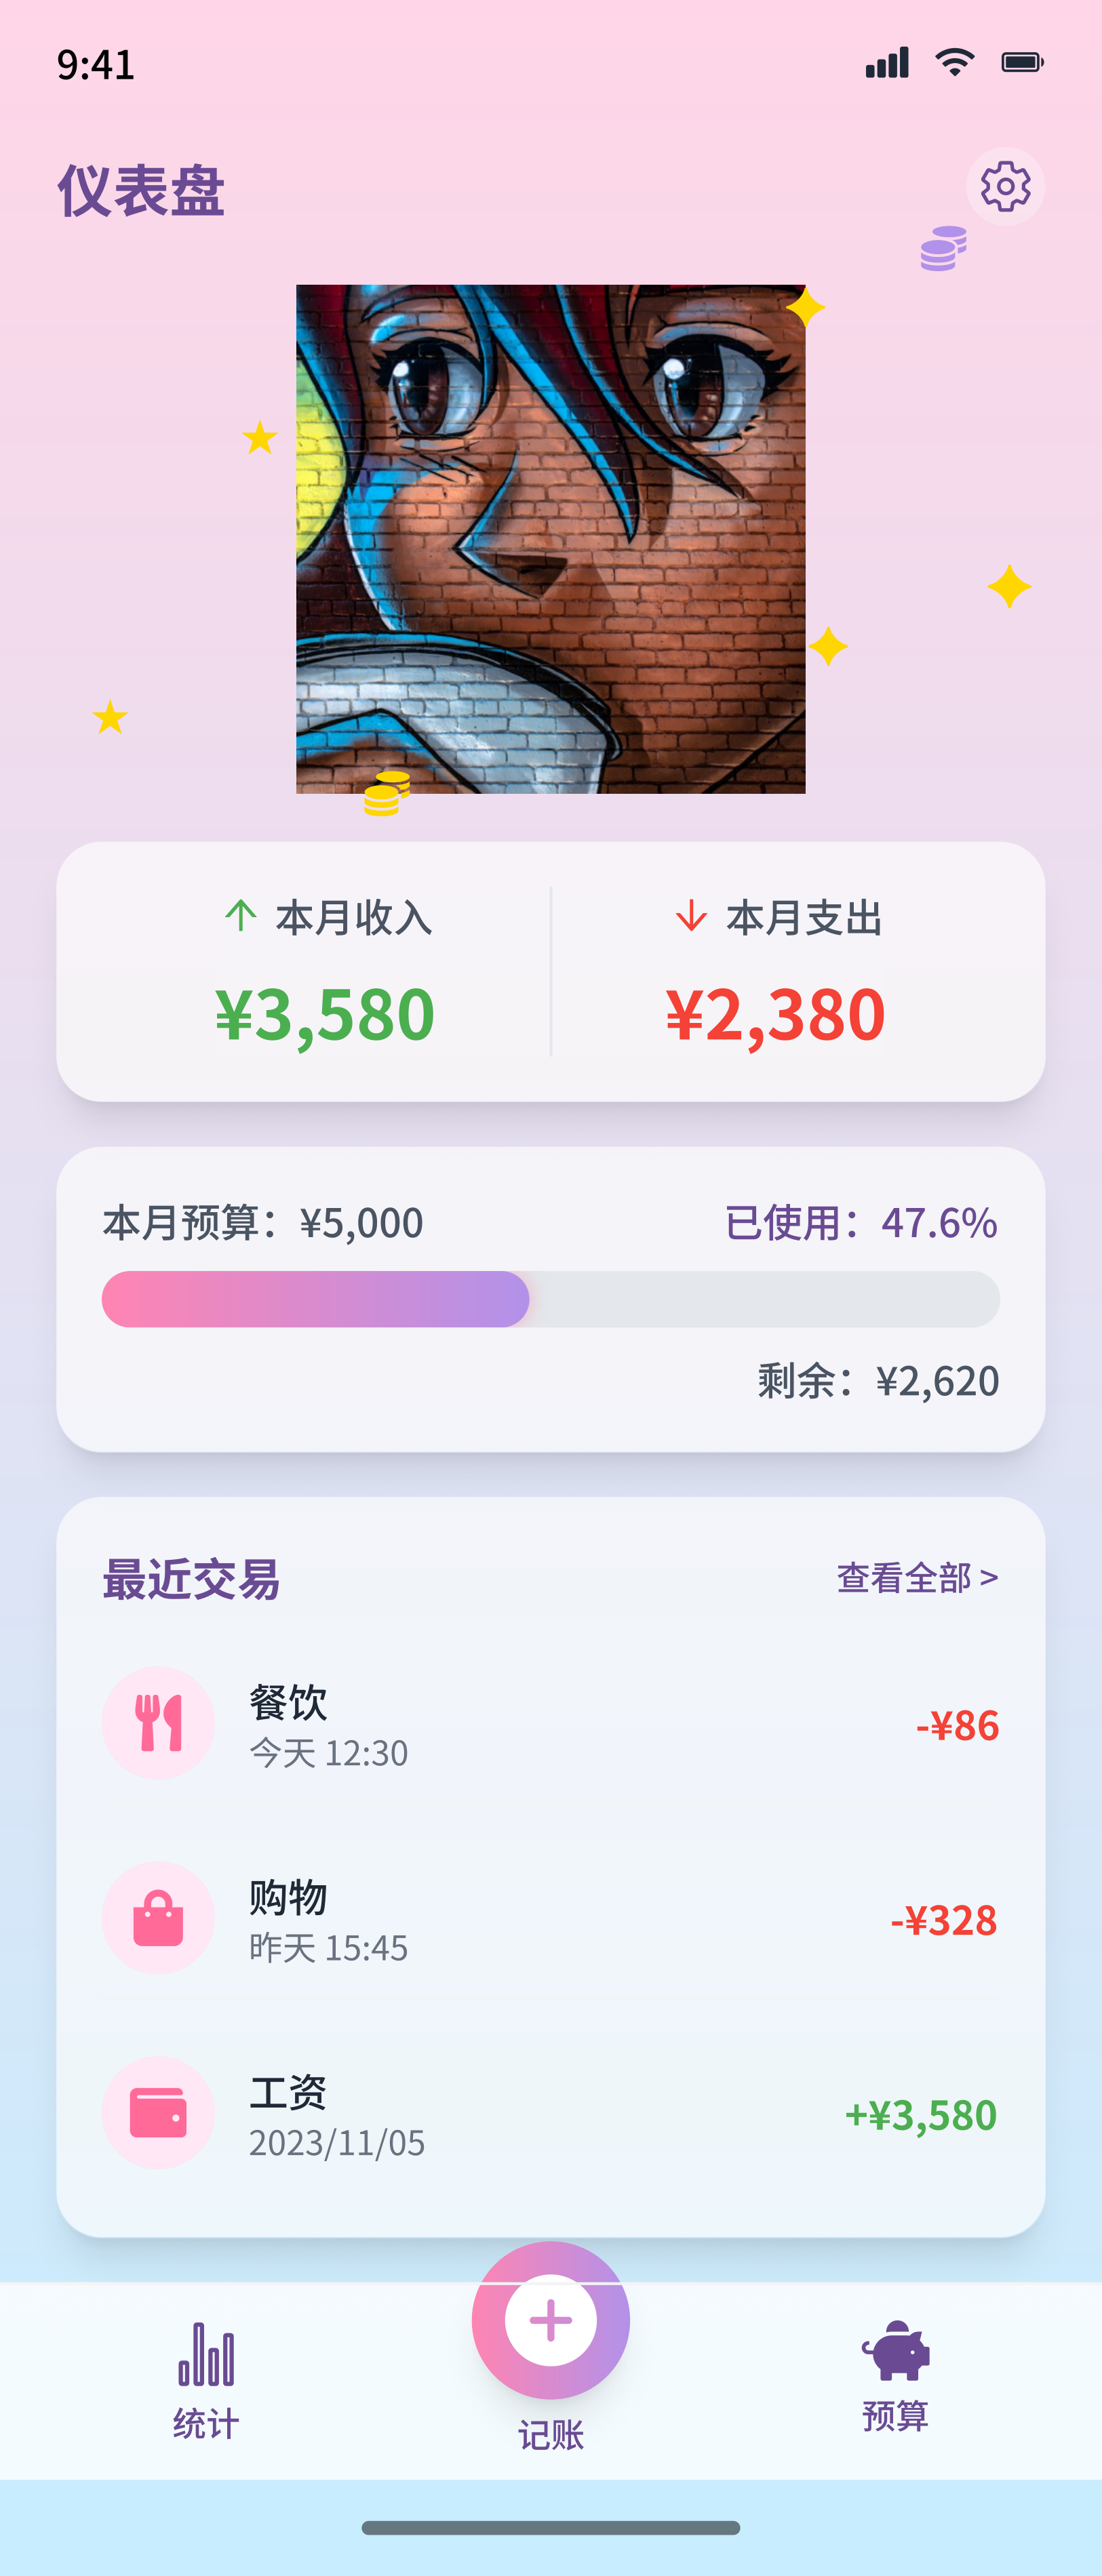 9:41
仪表盘
本月收入
本月支出
¥3,580
¥2,380
本月预算：¥5,000
已使用：47.6%
剩余：¥2,620
最近交易
查看全部 >
餐饮
今天 12:30
-¥86
购物
昨天 15:45
-¥328
工资
2023/11/05
+¥3,580
统计
记账
预算